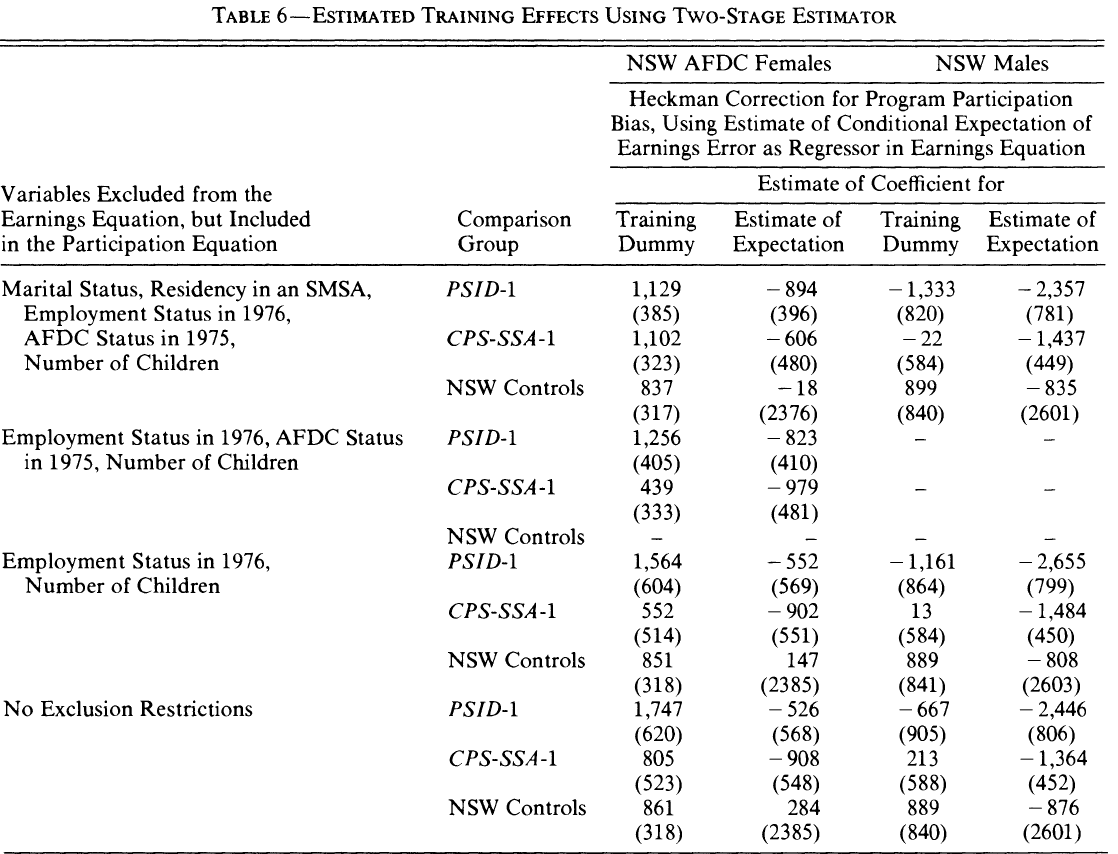 TABLE 6—ESTIMATED TRAINING EFFECTS USING TWO-STAGE ESTIMATOR
NSW AFDC Females NSW Males
Heckman Correction for Program Participation
Bias, Using Estimate of Conditional Expectation of
Earnings Error as Regressor in Earnings Equation
Variables Excluded from the Estimate of Coefficient for
Earnings Equation, but Included Comparison Training Estimate of Training Estimate of
in the Participation Equation Group Dummy Expectation Dummy Expectation
Marital Status, Residency in an SMSA, PSID-1 1,129 −894 −1,333 −2,357
Employment Status in 1976, (385) (396) (820) (781)
AFDC Status in 1975, CPS-SSA-1 1,102 −606 −22 −1,437
Number of Children (323) (480) (584) (449)
NSW Controls 837 −18 899 −835
(317) (2376) (840) (2601)
Employment Status in 1976, AFDC Status PSID-1 1,256 −823 – –
in 1975, Number of Children (405) (410)
CPS-SSA-1 439 −979 – –
(333) (481)
NSW Controls – – – –
Employment Status in 1976, PSID-1 1,564 −552 −1,161 −2,655
Number of Children (604) (569) (864) (799)
CPS-SSA-1 552 −902 13 −1,484
(514) (551) (584) (450)
NSW Controls 851 147 889 −808
(318) (2385) (841) (2603)
No Exclusion Restrictions PSID-1 1,747 −526 −667 −2,446
(620) (568) (905) (806)
CPS-SSA-1 805 −908 213 −1,364
(523) (548) (588) (452)
NSW Controls 861 284 889 −876
(318) (2385) (840) (2601)